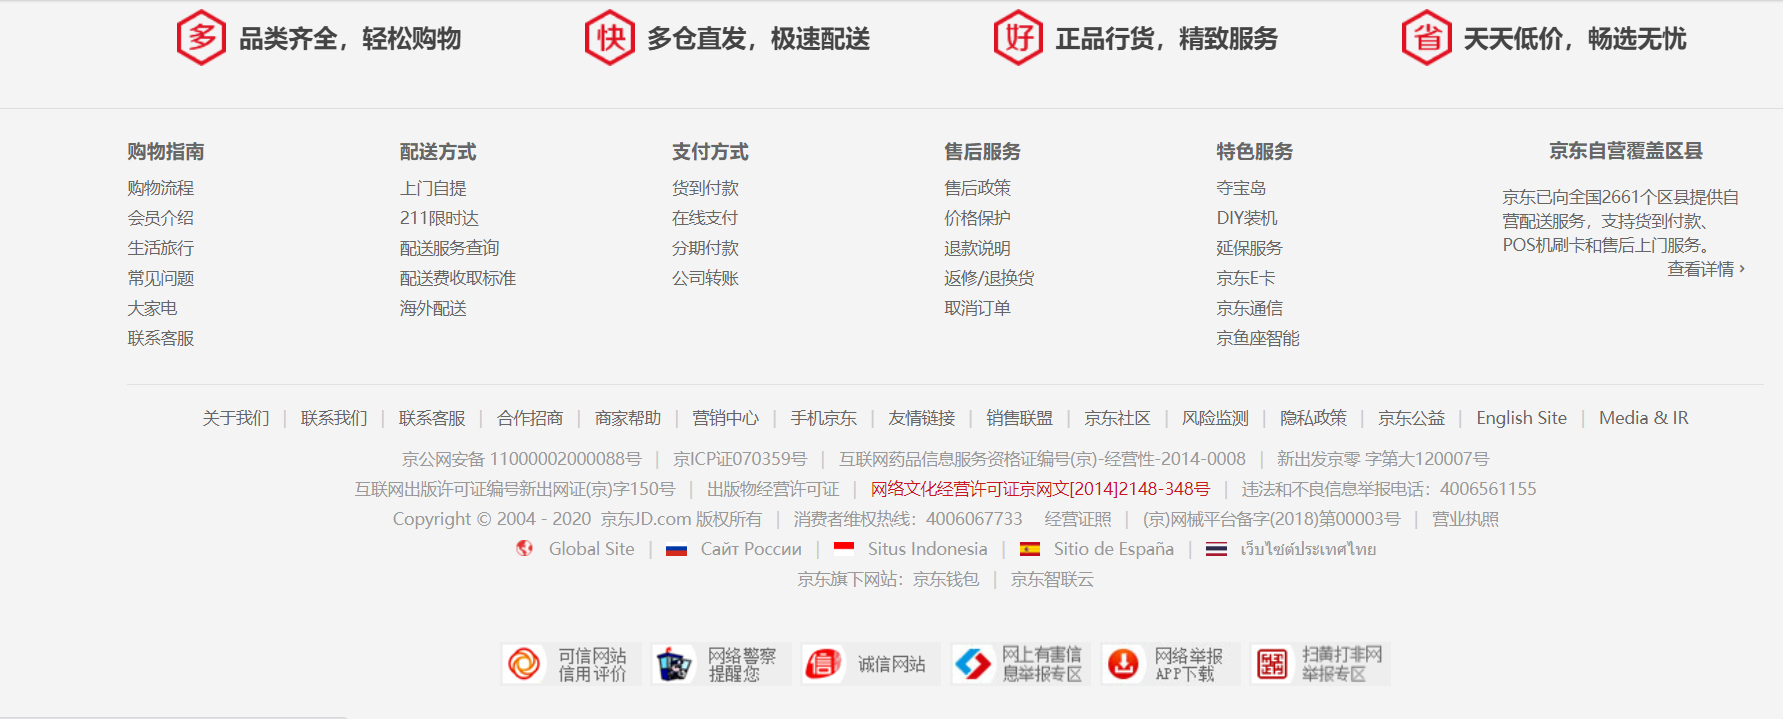 多 品类齐全，轻松购物
快 多仓直发，极速配送
好 正品行货，精致服务
省 天天低价，畅选无忧
购物指南
购物流程
会员介绍
生活旅行
常见问题
大家电
联系客服
配送方式
上门自提
211限时达
配送服务查询
配送费收取标准
海外配送
支付方式
货到付款
在线支付
分期付款
公司转账
售后服务
售后政策
价格保护
退款说明
返修/退换货
取消订单
特色服务
夺宝岛
DIY装机
延保服务
京东E卡
京东通信
京鱼座智能
京东自营覆盖区县
京东已向全国2661个区县提供自
营配送服务，支持货到付款、
POS机刷卡和售后上门服务。
查看详情 ›
关于我们 | 联系我们 | 联系客服 | 合作招商 | 商家帮助 | 营销中心 | 手机京东 | 友情链接 | 销售联盟 | 京东社区 | 风险监测 | 隐私政策 | 京东公益 | English Site | Media & IR
京公网安备 11000002000088号 | 京ICP证070359号 | 互联网药品信息服务资格证编号(京)-经营性-2014-0008 | 新出发京零 字第大120007号
互联网出版许可证编号新出网证(京)字150号 | 出版物经营许可证 | 网络文化经营许可证京网文[2014]2148-348号 | 违法和不良信息举报电话：4006561155
Copyright © 2004 - 2020 京东JD.com 版权所有 | 消费者维权热线：4006067733 经营证照 | (京)网械平台备字(2018)第00003号 | 营业执照
Global Site | Сайт России | Situs Indonesia | Sitio de España | เว็บไซต์ประเทศไทย
京东旗下网站：京东钱包 | 京东智联云
可信网站
信用评价
网络警察
提醒您
信 诚信网站
网上有害信
息举报专区
网络举报
APP下载
扫黄打非网
举报专区